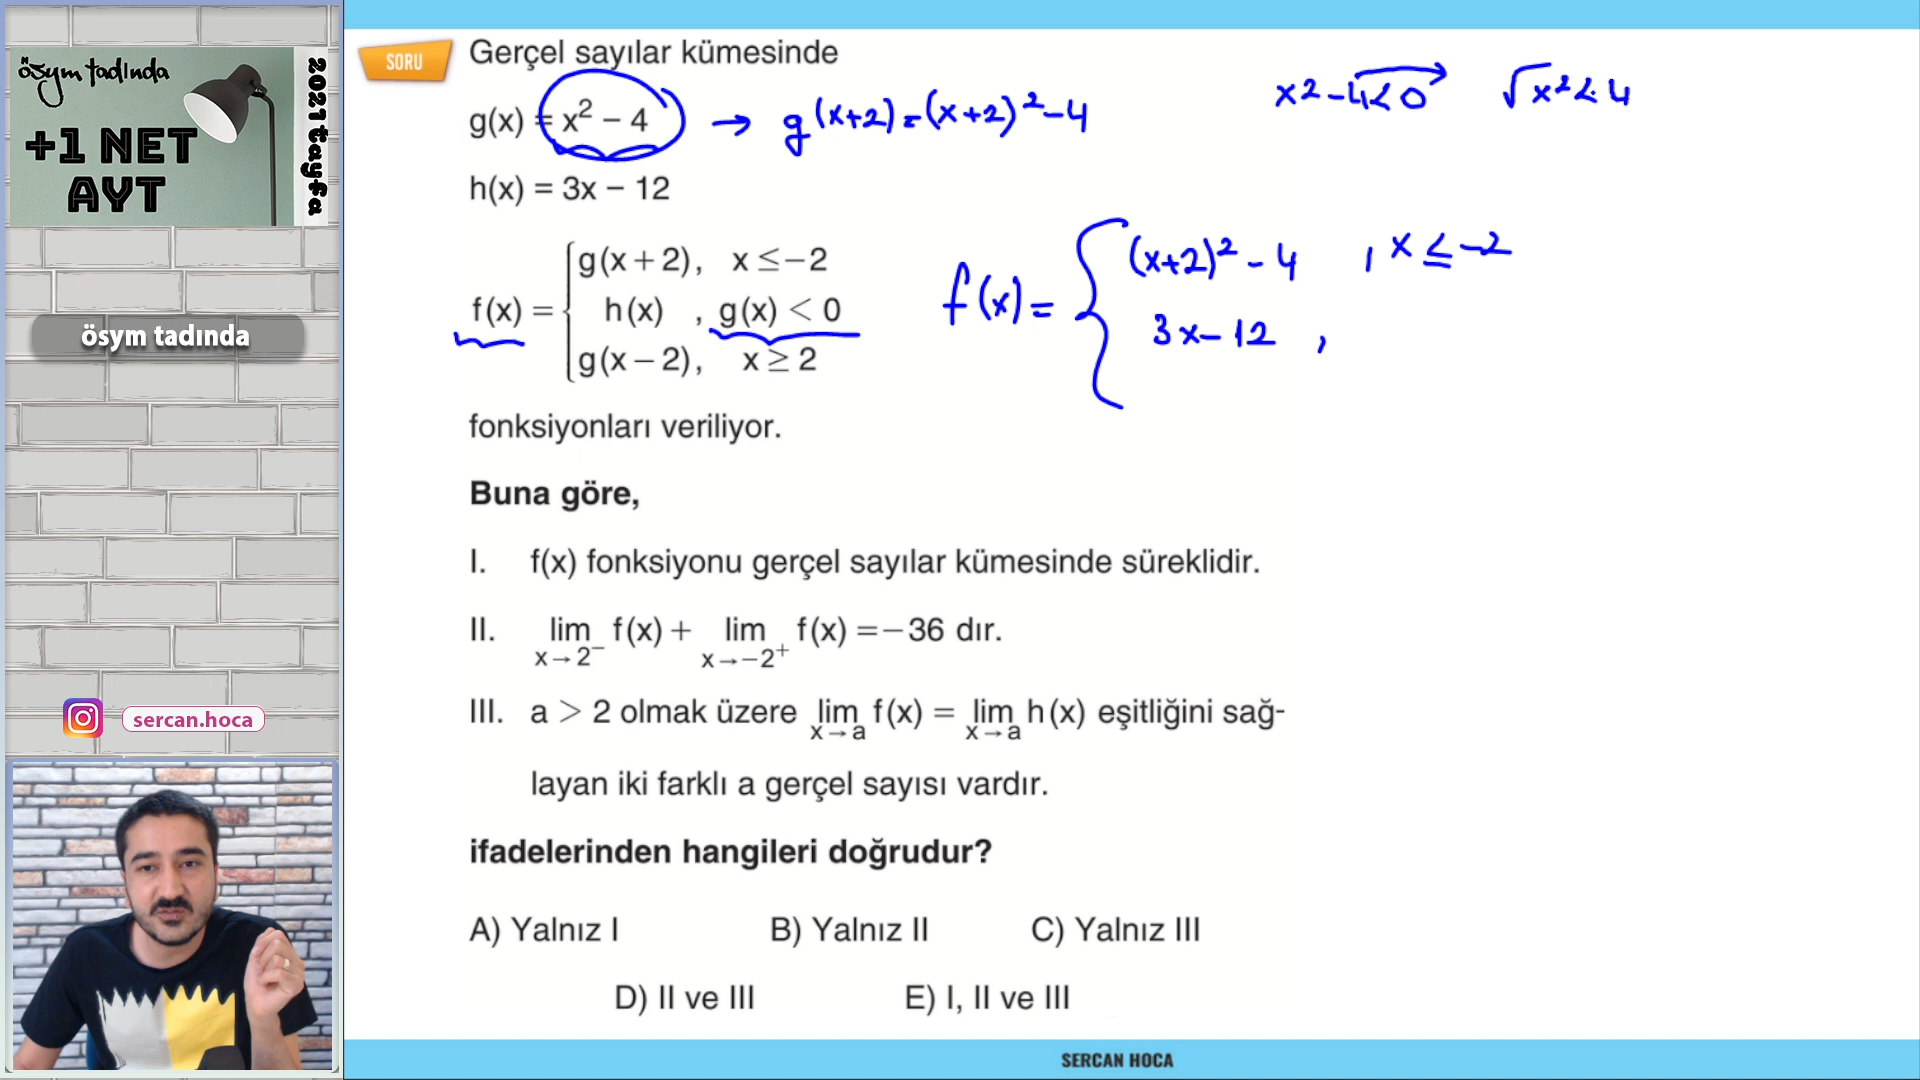 ösym tadında
+1 NET
AYT
2021 tayfa
ösym tadında
sercan.hoca
SORU
Gerçel sayılar kümesinde
g(x) = x² – 4 → g(x+2) = (x+2)² – 4
x² – 4 < 0 √x² < 4
h(x) = 3x – 12
f(x) = { g(x + 2), x ≤ –2
h(x) , g(x) < 0
g(x – 2), x ≥ 2
f(x) = { (x+2)² – 4 , x ≤ –2
3x – 12 ,
fonksiyonları veriliyor.
Buna göre,
I. f(x) fonksiyonu gerçel sayılar kümesinde süreklidir.
II. lim x→2⁻ f(x) + lim x→–2⁺ f(x) = – 36 dır.
III. a > 2 olmak üzere lim x→a f(x) = lim x→a h(x) eşitliğini sağ-
layan iki farklı a gerçel sayısı vardır.
ifadelerinden hangileri doğrudur?
A) Yalnız I B) Yalnız II C) Yalnız III
D) II ve III E) I, II ve III
SERCAN HOCA